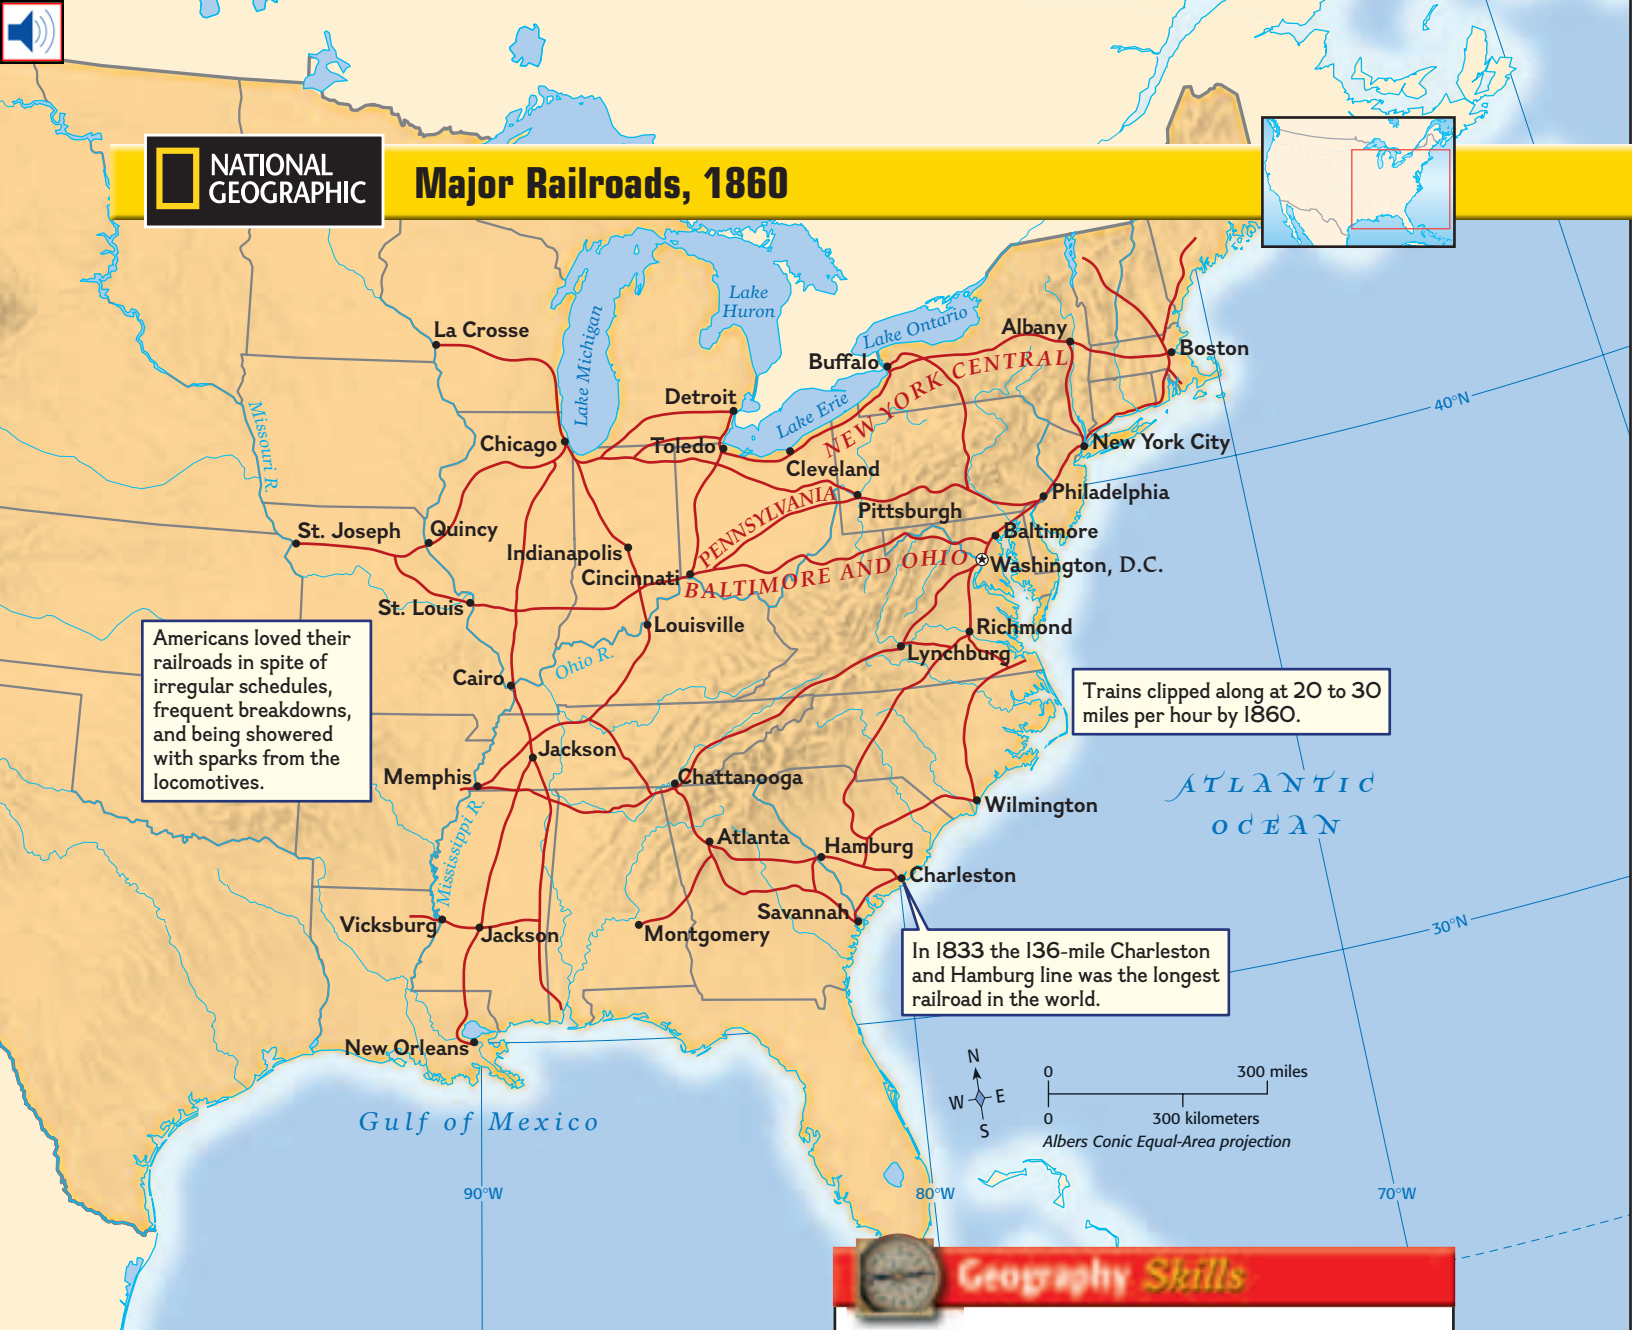 NATIONAL
GEOGRAPHIC
Major Railroads, 1860
Lake
Huron
La Crosse
Lake Michigan
Lake Ontario
Albany
Boston
Buffalo
NEW YORK CENTRAL
Detroit
Lake Erie
40°N
Missouri R.
Chicago
Toledo
New York City
Cleveland
PENNSYLVANIA
Philadelphia
Pittsburgh
St. Joseph
Quincy
Baltimore
Indianapolis
BALTIMORE AND OHIO
Washington, D.C.
Cincinnati
St. Louis
Louisville
Richmond
Lynchburg
Ohio R.
Cairo
Americans loved their
railroads in spite of
irregular schedules,
frequent breakdowns,
and being showered
with sparks from the
locomotives.
Trains clipped along at 20 to 30
miles per hour by 1860.
Jackson
Memphis
Chattanooga
ATLANTIC
OCEAN
Wilmington
Mississippi R.
Atlanta
Hamburg
Charleston
Savannah
Vicksburg
Jackson
Montgomery
30°N
In 1833 the 136-mile Charleston
and Hamburg line was the longest
railroad in the world.
New Orleans
N
W E
S
0 300 miles
0 300 kilometers
Albers Conic Equal-Area projection
Gulf of Mexico
90°W
80°W
70°W
Geography Skills